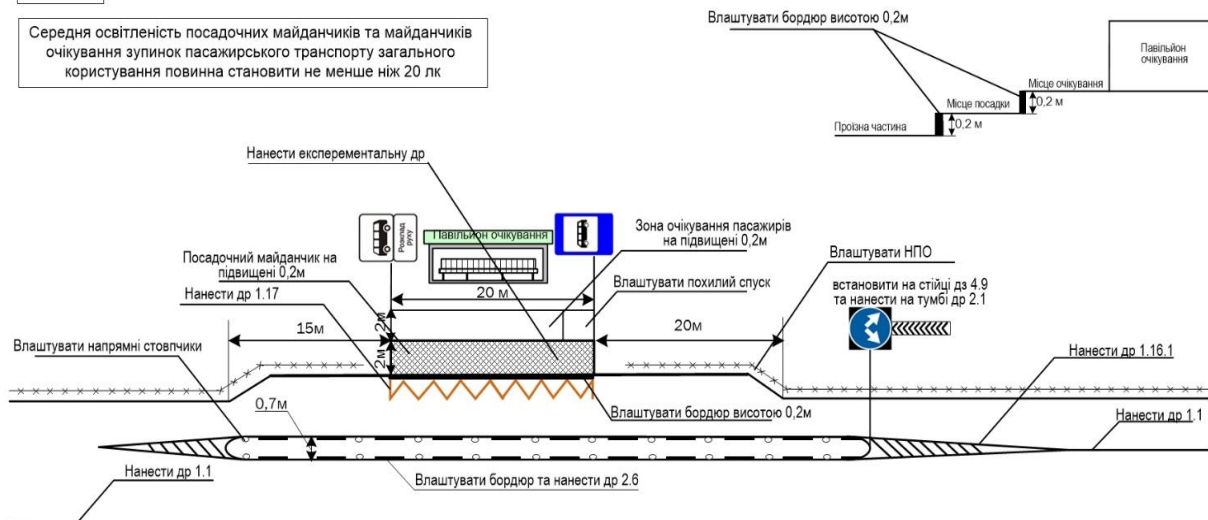 Середня освітленість посадочних майданчиків та майданчиків
очікування зупинок пасажирського транспорту загального
користування повинна становити не менше ніж 20 лк
Влаштувати бордюр висотою 0,2м
Павільйон
очікування
Місце очікування
0,2 м
Місце посадки
0,2 м
Проїзна частина
Нанести експерементальну др
Розклад
руху
Павільйон очікування
Зона очікування пасажирів
на підвищені 0,2м
Влаштувати НПО
Посадочний майданчик на
підвищені 0,2м
встановити на стійці дз 4.9
та нанести на тумбі др 2.1
Влаштувати похилий спуск
20 м
Нанести др 1.17
2м
15м
20м
Влаштувати напрямні стовпчики
2м
Нанести др 1.16.1
0,7м
Влаштувати бордюр висотою 0,2м
Нанести др 1.1
Нанести др 1.1
Влаштувати бордюр та нанести др 2.6